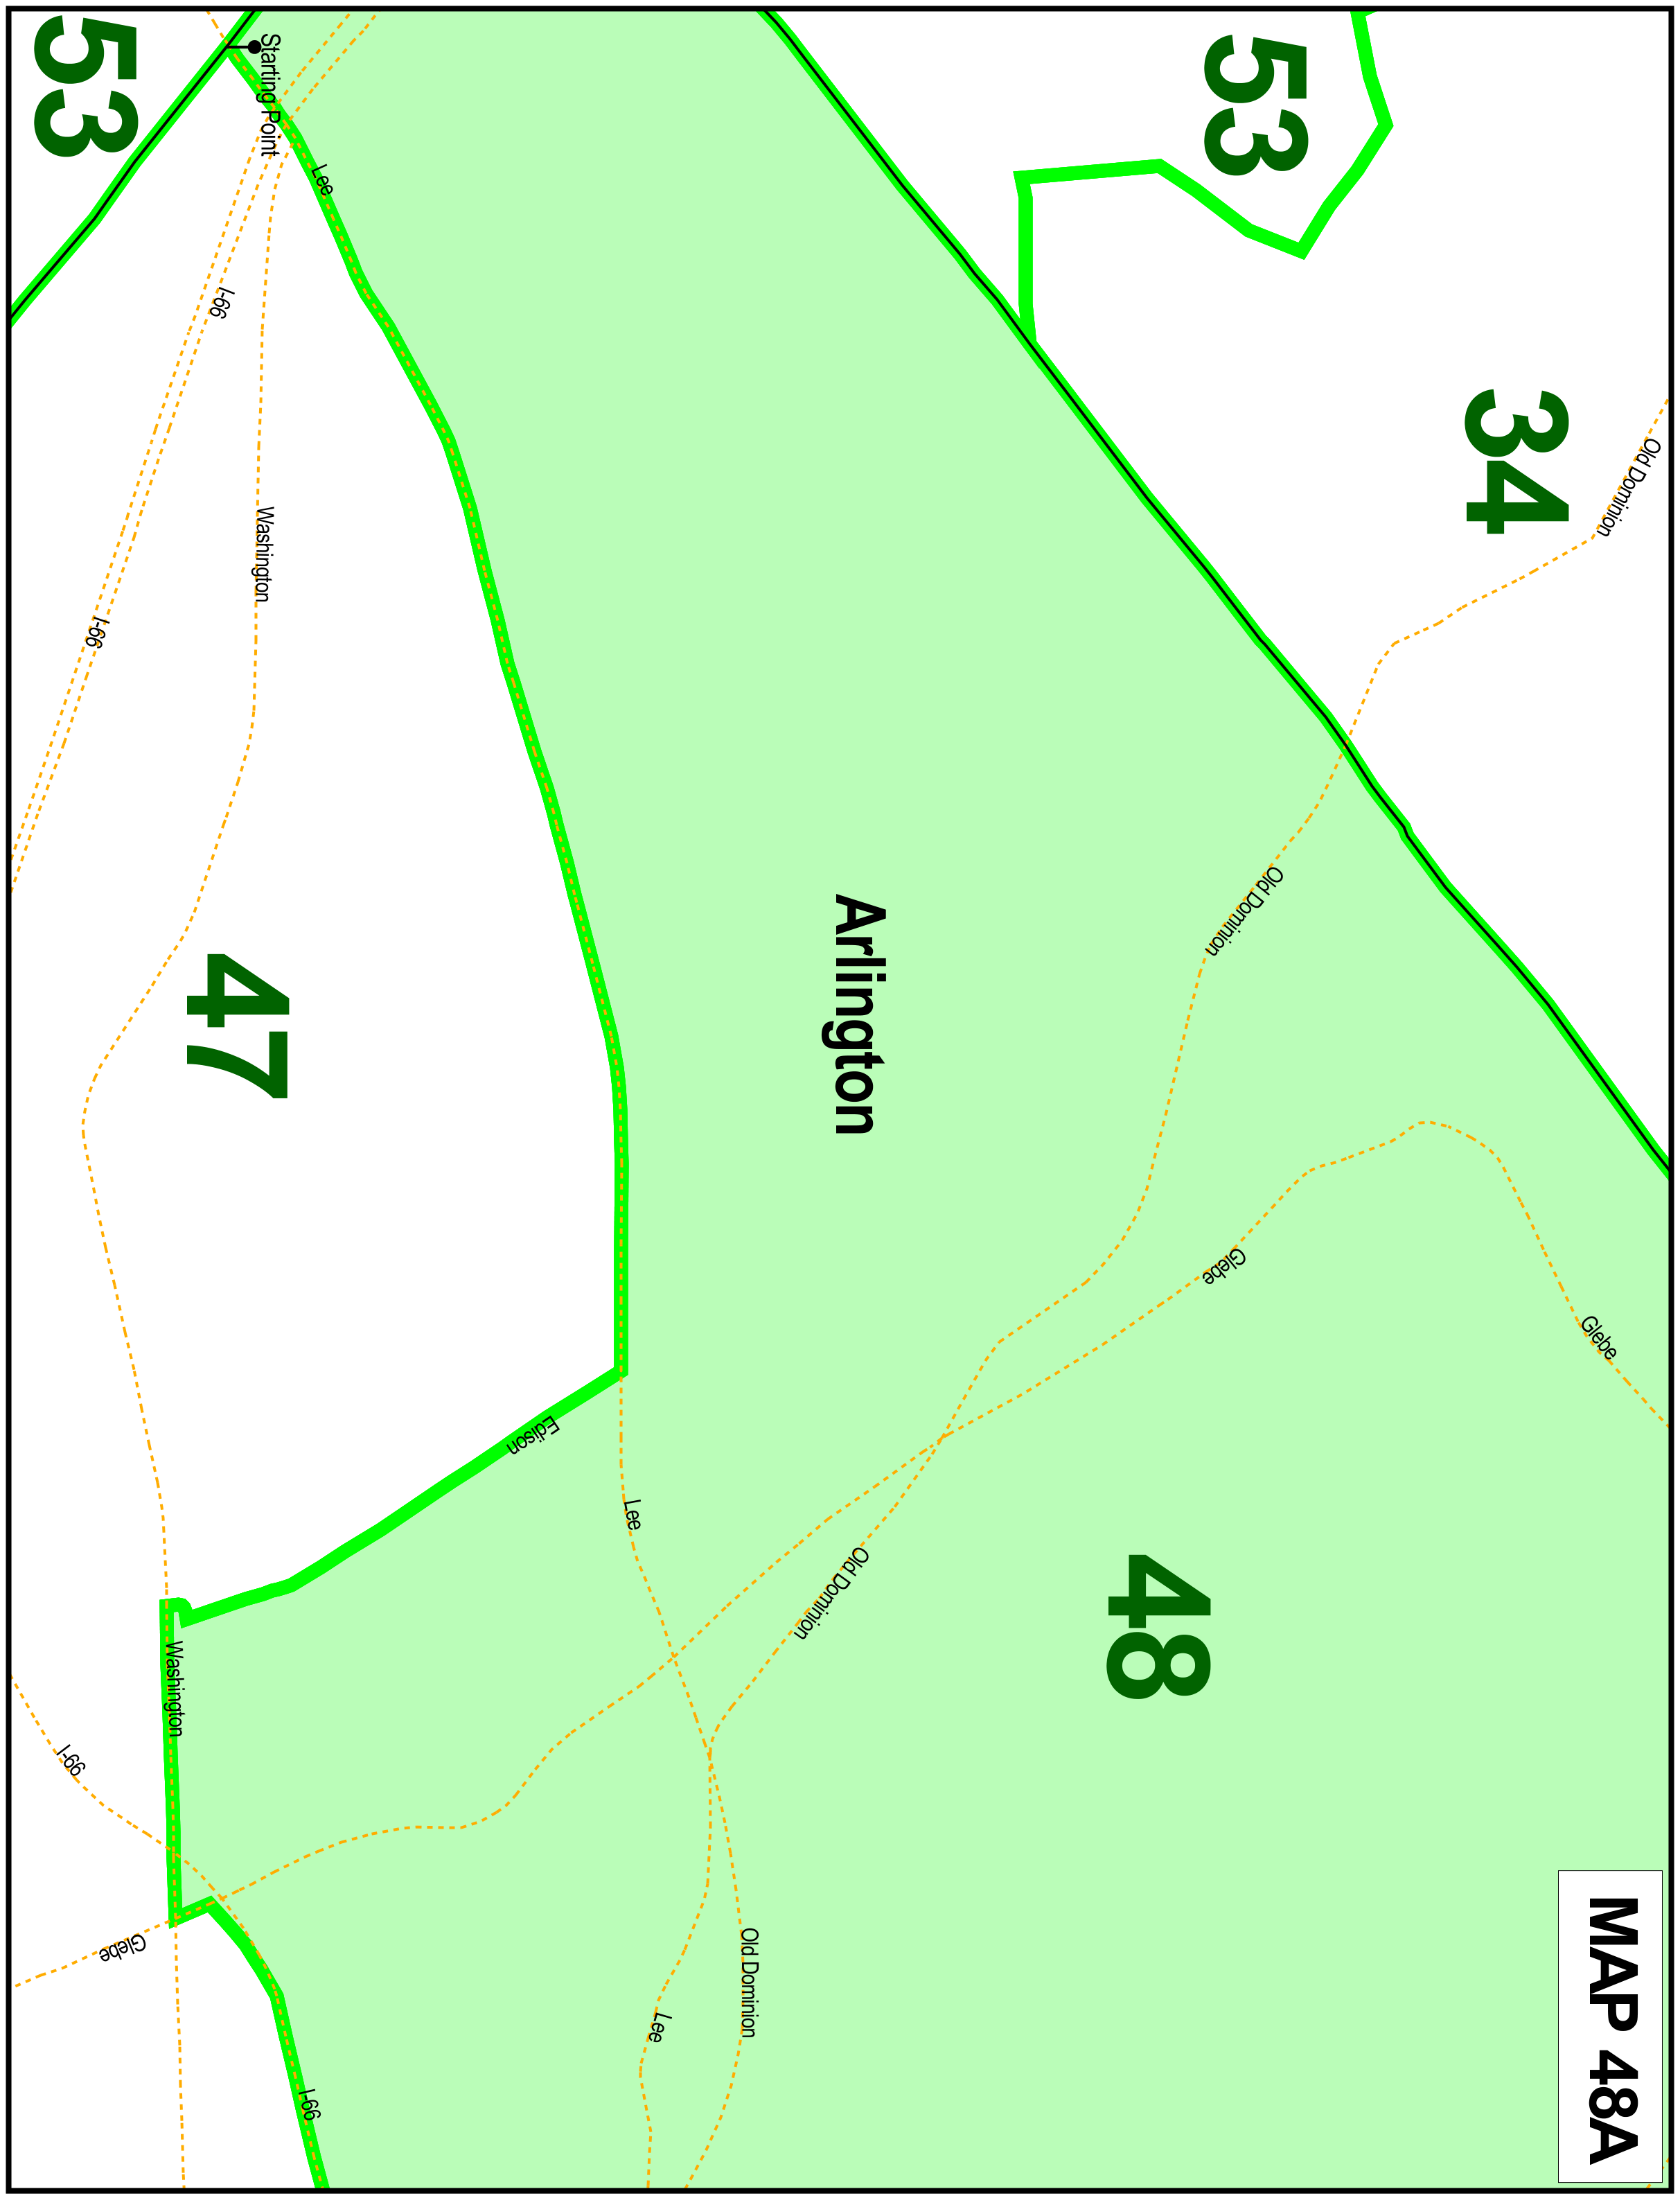 MAP 48A
Old Dominion
34
53
Glebe
Old Dominion
Glebe
48
Arlington
Old Dominion
Old Dominion
Lee
Lee
Edison
Lee
Starting Point
Washington
I-66
I-66
47
53
Washington
I-66
I-66
Glebe